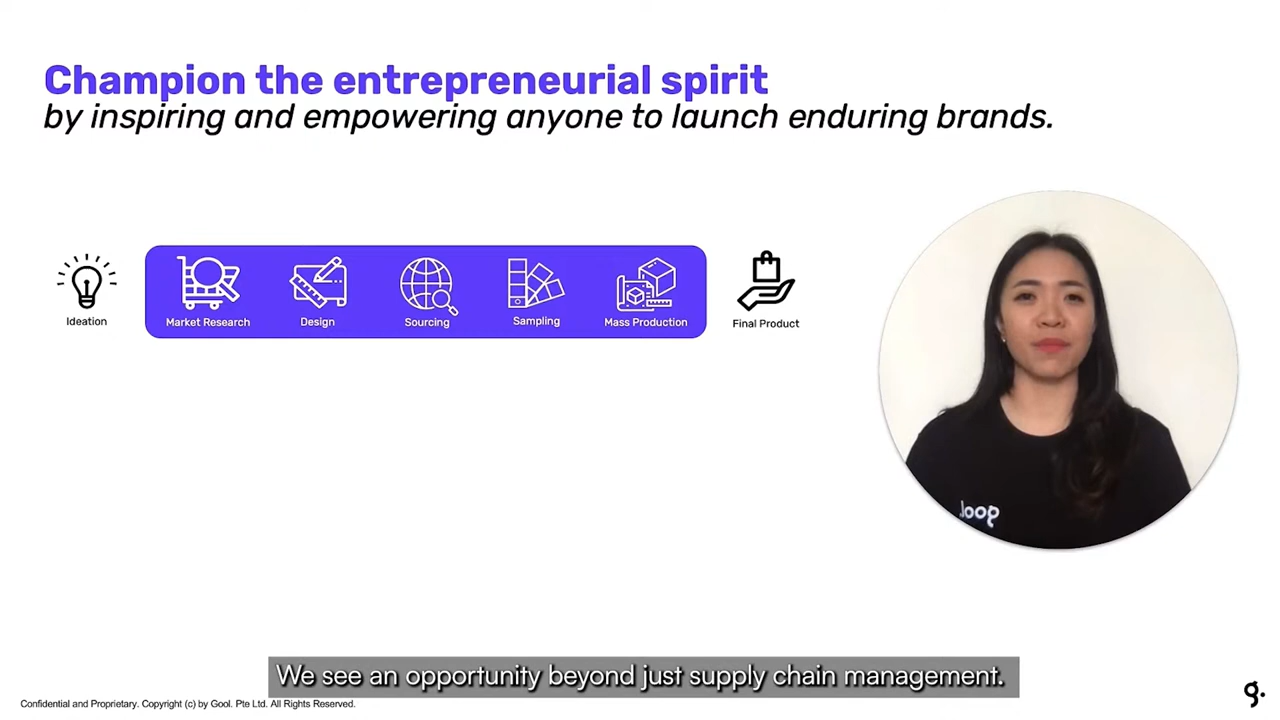 Champion the entrepreneurial spirit
by inspiring and empowering anyone to launch enduring brands.
Ideation
Market Research
Design
Sourcing
Sampling
Mass Production
Final Product
gool.
We see an opportunity beyond just supply chain management.
Confidential and Proprietary. Copyright (c) by Gool. Pte Ltd. All Rights Reserved.
g.